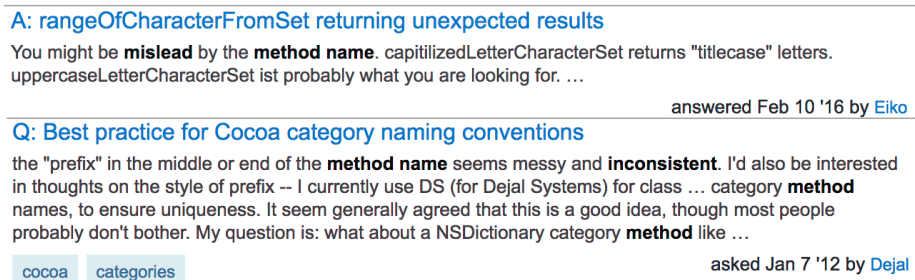 A: rangeOfCharacterFromSet returning unexpected results
You might be mislead by the method name. capitilizedLetterCharacterSet returns "titlecase" letters.
uppercaseLetterCharacterSet ist probably what you are looking for. …
answered Feb 10 '16 by Eiko
Q: Best practice for Cocoa category naming conventions
the "prefix" in the middle or end of the method name seems messy and inconsistent. I'd also be interested
in thoughts on the style of prefix -- I currently use DS (for Dejal Systems) for class … category method
names, to ensure uniqueness. It seem generally agreed that this is a good idea, though most people
probably don't bother. My question is: what about a NSDictionary category method like …
cocoa categories
asked Jan 7 '12 by Dejal